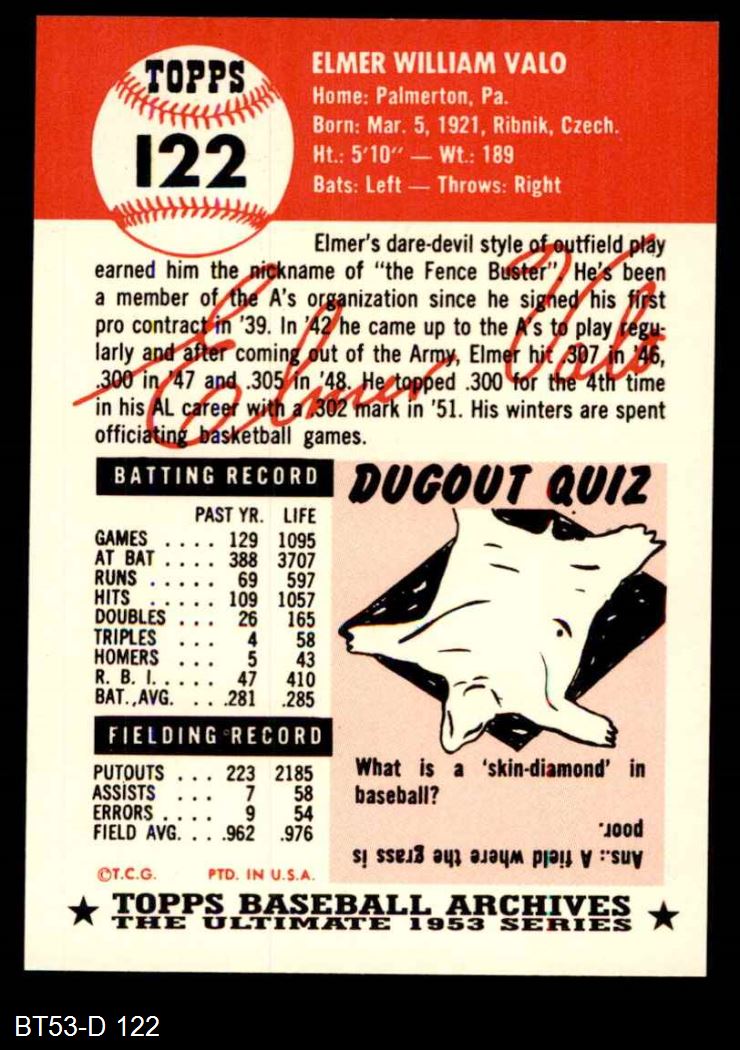 TOPPS
122
ELMER WILLIAM VALO
Home: Palmerton, Pa.
Born: Mar. 5, 1921, Ribnik, Czech.
Ht.: 5'10" — Wt.: 189
Bats: Left — Throws: Right
Elmer's dare-devil style of outfield play
earned him the nickname of "the Fence Buster". He's been
a member of the A's organization since he signed his first
pro contract in '39. In '42 he came up to the A's to play regu-
larly and after coming out of the Army, Elmer hit .307 in '46,
.300 in '47 and .305 in '48. He topped .300 for the 4th time
in his AL career with a .302 mark in '51. His winters are spent
officiating basketball games.
Elmer Valo
BATTING RECORD
PAST YR. LIFE
GAMES . . . . 129 1095
AT BAT . . . . . 388 3707
RUNS . . . . . 69 597
HITS . . . . . 109 1057
DOUBLES . . . 26 165
TRIPLES . . . 4 58
HOMERS . . . 5 43
R. B. I. . . . . . 47 410
BAT. AVG. . . . .281 .285
FIELDING RECORD
PUTOUTS . . . 223 2185
ASSISTS . . . . 7 58
ERRORS . . . . 9 54
FIELD AVG. . . .962 .976
DUGOUT QUIZ
What is a 'skin-diamond' in
baseball?
Ans.: A field where the grass is
poor.
©T.C.G. PTD. IN U.S.A.
★ TOPPS BASEBALL ARCHIVES ★
THE ULTIMATE 1953 SERIES
BT53-D 122